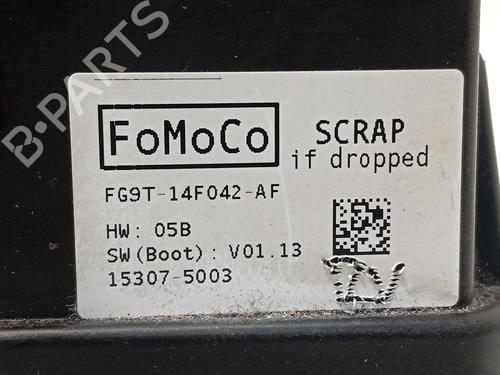 B-PARTS
FoMoCo
SCRAP
if dropped
FG9T-14F042-AF
HW: 05B
SW(Boot): V01.13
15307-5003